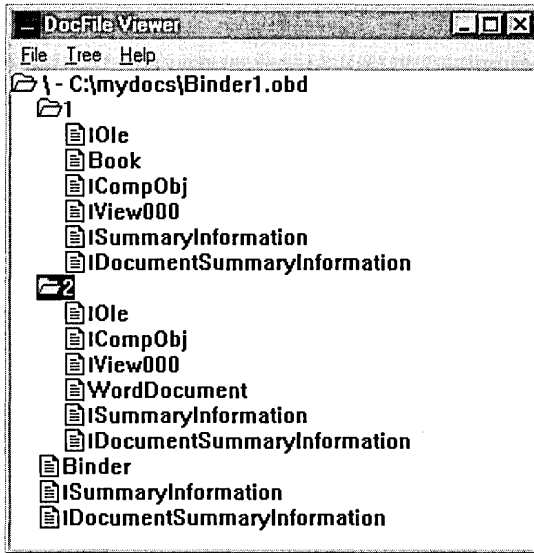 DocFile Viewer
File Tree Help
\ - C:\mydocs\Binder1.obd
1
IOle
Book
ICompObj
IView000
ISummaryInformation
IDocumentSummaryInformation
2
IOle
ICompObj
IView000
WordDocument
ISummaryInformation
IDocumentSummaryInformation
Binder
ISummaryInformation
IDocumentSummaryInformation